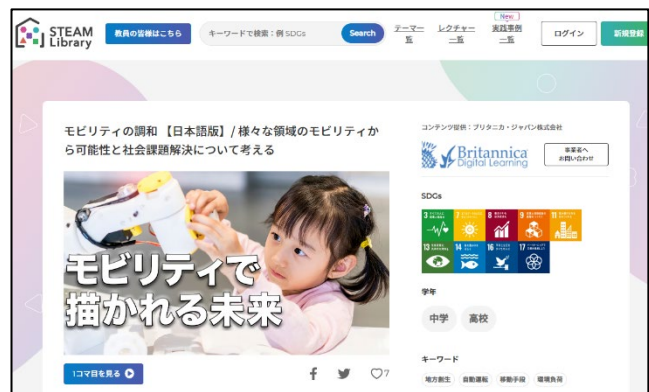 STEAM Library
教員の皆様はこちら
キーワードで検索：例 SDGs
Search
テーマ一覧
レクチャー一覧
New
実践事例一覧
ログイン
新規登録
モビリティの調和 【日本語版】/ 様々な領域のモビリティか
ら可能性と社会課題解決について考える
モビリティで
描かれる未来
1コマ目を見る
7
コンテンツ提供：ブリタニカ・ジャパン株式会社
Britannica
Digital Learning
事業者へ
お問い合わせ
SDGs
3
7
8
9
11
13
14
16
17
学年
中学
高校
キーワード
地方創生
自動運転
移動手段
環境負荷